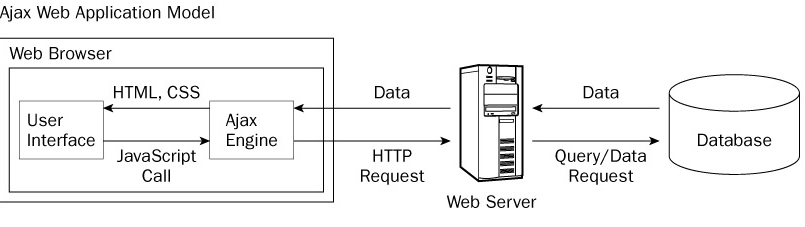 Ajax Web Application Model
Web Browser
HTML, CSS
User
Interface
Ajax
Engine
JavaScript
Call
Data
HTTP
Request
Web Server
Data
Query/Data
Request
Database